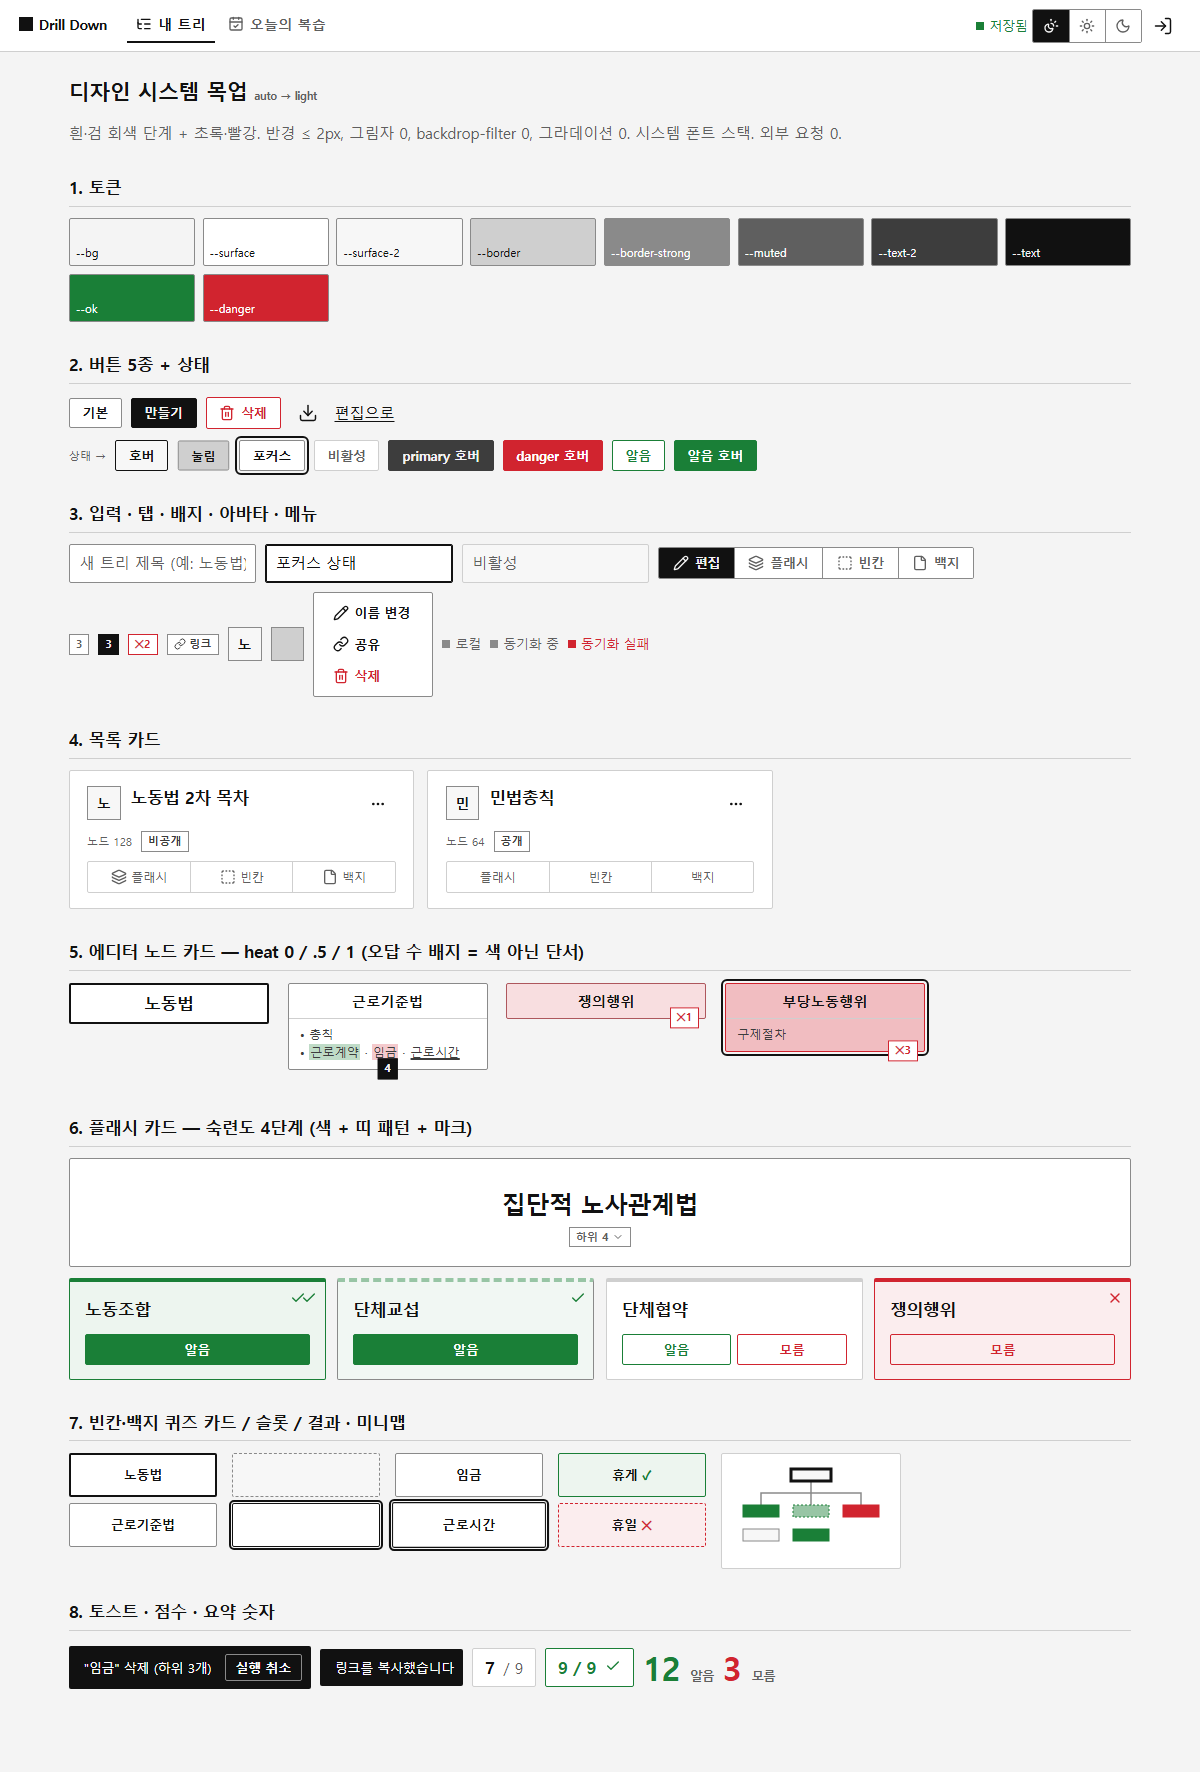 Drill Down 내 트리 오늘의 복습 저장됨
디자인 시스템 목업 auto → light
흰·검 회색 단계 + 초록·빨강. 반경 ≤ 2px, 그림자 0, backdrop-filter 0, 그라데이션 0. 시스템 폰트 스택. 외부 요청 0.
1. 토큰
--bg --surface --surface-2 --border --border-strong --muted --text-2 --text
--ok --danger
2. 버튼 5종 + 상태
기본 만들기 삭제 편집으로
상태 → 호버 눌림 포커스 비활성 primary 호버 danger 호버 알음 알음 호버
3. 입력 · 탭 · 배지 · 아바타 · 메뉴
새 트리 제목 (예: 노동법) 포커스 상태 비활성 편집 플래시 빈칸 백지
이름 변경
3 3 ×2 링크 노 공유 로컬 동기화 중 동기화 실패
삭제
4. 목록 카드
노 노동법 2차 목차 ... 민 민법총칙 ...
노드 128 비공개 노드 64 공개
플래시 빈칸 백지 플래시 빈칸 백지
5. 에디터 노드 카드 — heat 0 / .5 / 1 (오답 수 배지 = 색 아닌 단서)
노동법 근로기준법 쟁의행위 부당노동행위
×1
• 총칙 구제절차
• 근로계약 · 임금 · 근로시간 ×3
4
6. 플래시 카드 — 숙련도 4단계 (색 + 띠 패턴 + 마크)
집단적 노사관계법
하위 4
노동조합 단체교섭 단체협약 쟁의행위
알음 알음 알음 모름 모름
7. 빈칸·백지 퀴즈 카드 / 슬롯 / 결과 · 미니맵
노동법 임금 휴게 ✓
근로기준법 근로시간 휴일 ×
8. 토스트 · 점수 · 요약 숫자
"임금" 삭제 (하위 3개) 실행 취소 링크를 복사했습니다 7 / 9 9 / 9 12 알음 3 모름